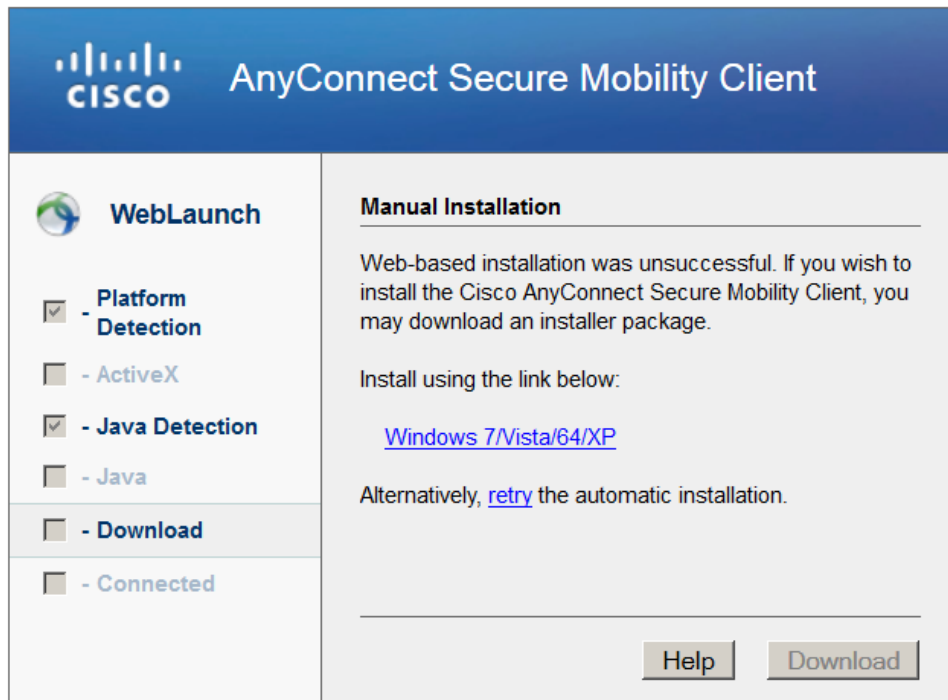 CISCO
AnyConnect Secure Mobility Client
WebLaunch
- Platform
Detection
- ActiveX
- Java Detection
- Java
- Download
- Connected
Manual Installation
Web-based installation was unsuccessful. If you wish to
install the Cisco AnyConnect Secure Mobility Client, you
may download an installer package.
Install using the link below:
Windows 7/Vista/64/XP
Alternatively, retry the automatic installation.
Help
Download